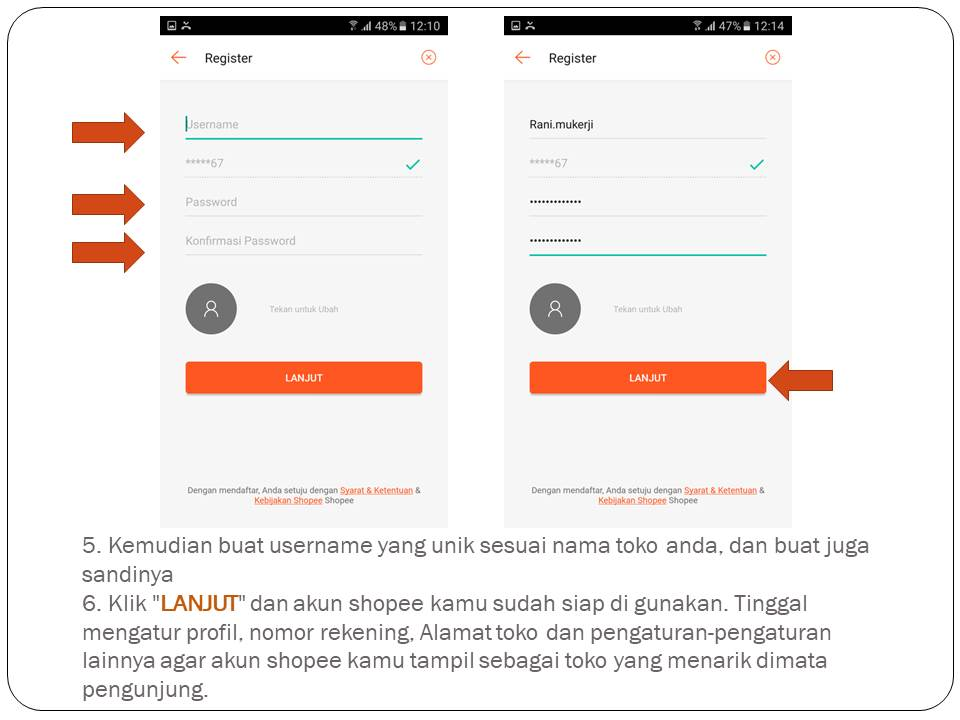 48% 12:10
Register
Username
*****67
Password
Konfirmasi Password
Tekan untuk Ubah
LANJUT
Dengan mendaftar, Anda setuju dengan Syarat & Ketentuan &
Kebijakan Shopee Shopee
47% 12:14
Register
Rani.mukerji
*****67
•••••••••••••
•••••••••••••
Tekan untuk Ubah
LANJUT
Dengan mendaftar, Anda setuju dengan Syarat & Ketentuan &
Kebijakan Shopee Shopee
5. Kemudian buat username yang unik sesuai nama toko anda, dan buat juga
sandinya
6. Klik "LANJUT" dan akun shopee kamu sudah siap di gunakan. Tinggal
mengatur profil, nomor rekening, Alamat toko dan pengaturan-pengaturan
lainnya agar akun shopee kamu tampil sebagai toko yang menarik dimata
pengunjung.